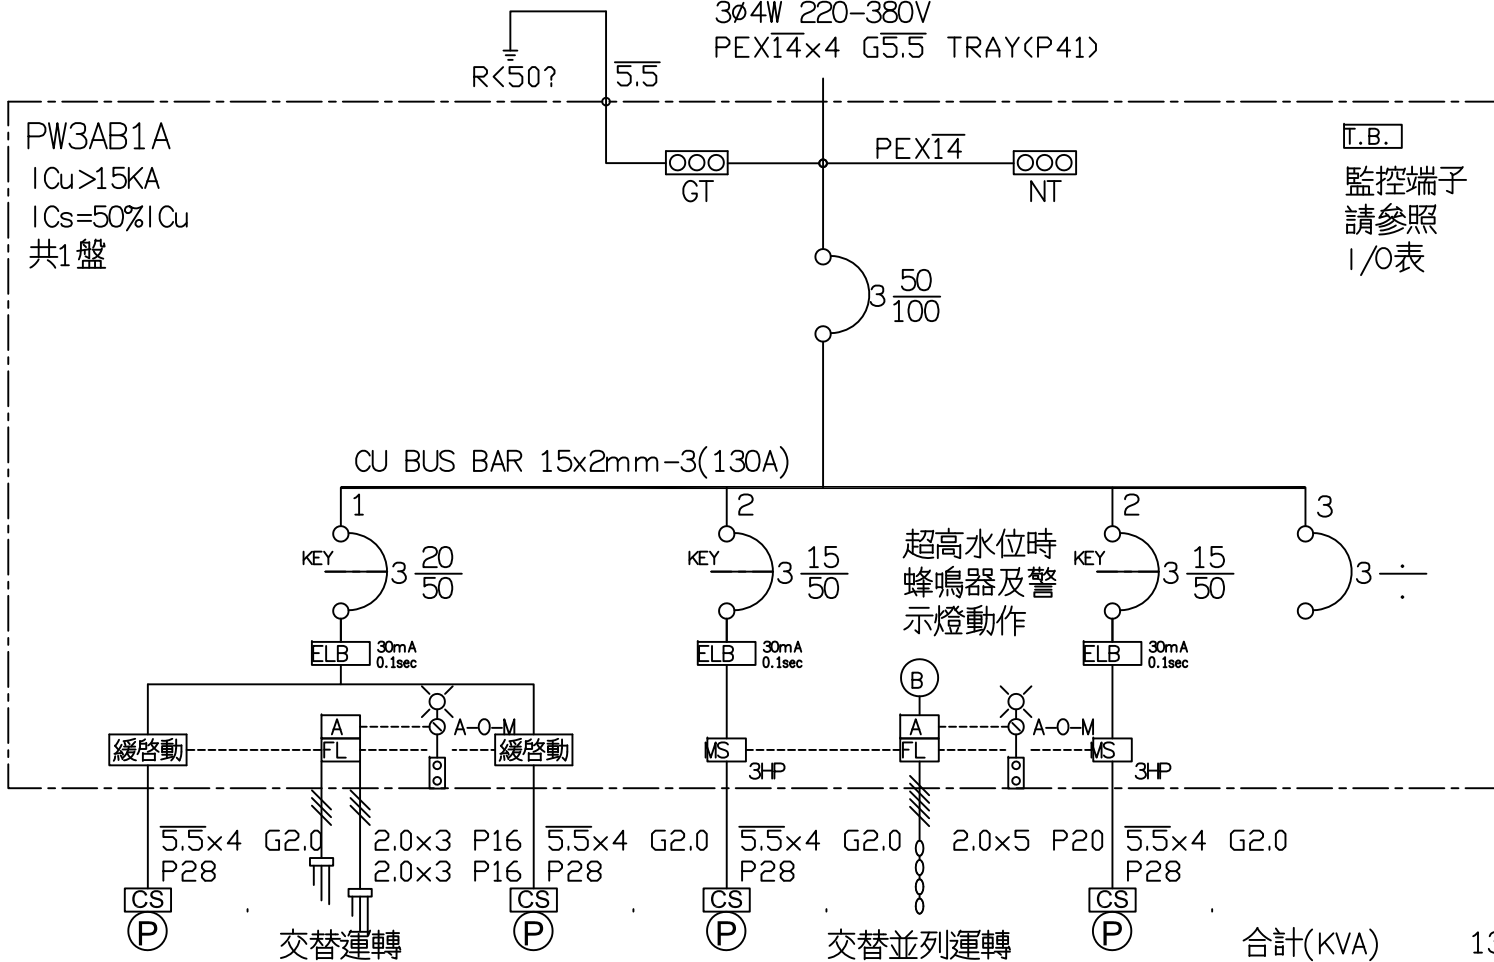 3ø4W 220-380V
PEX14x4 G5.5 TRAY(P41)
R<50?
5.5
PW3AB1A
ICu>15KA
ICs=50%ICu
共1盤
PEX14
GT
NT
T.B.
監控端子
請參照
I/O表
3 50
100
CU BUS BAR 15x2mm-3(130A)
1
2
2
3
KEY
3 20
50
KEY
3 15
50
超高水位時
蜂鳴器及警
示燈動作
KEY
3 15
50
3
ELB
30mA
0.1sec
ELB
30mA
0.1sec
ELB
30mA
0.1sec
B
A
A-O-M
A
A-O-M
緩啓動
FL
緩啓動
MS
3HP
FL
MS
3HP
5.5x4 G2.0
P28
2.0x3 P16
2.0x3 P16
5.5x4 G2.0
P28
5.5x4 G2.0
P28
2.0x5 P20
5.5x4 G2.0
P28
CS
CS
CS
CS
P
交替運轉
P
P
交替並列運轉
P
合計(KVA) 13